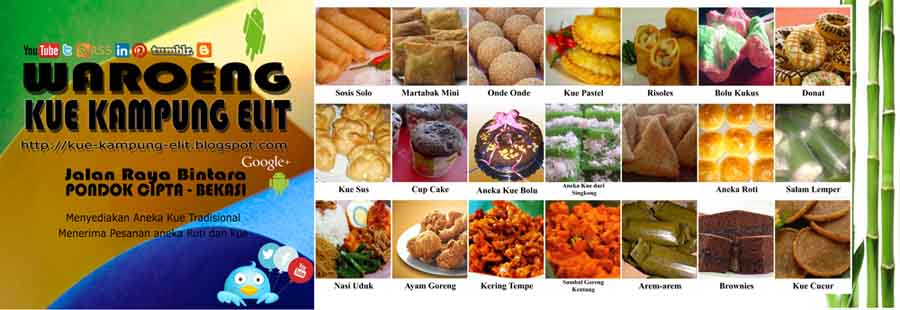 You Tube RSS in tumblr. B
WAROENG
KUE KAMPUNG ELIT
http://kue-kampung-elit.blogspot.com
Google+
Jalan Raya Bintara
PONDOK CIPTA - BEKASI
Menyediakan Aneka Kue Tradisional
Menerima Pesanan aneka Roti dan kue
Sosis Solo
Martabak Mini
Onde Onde
Kue Pastel
Risoles
Bolu Kukus
Donat
Kue Sus
Cup Cake
Aneka Kue Bolu
Aneka Kue dari
Singkong
Aneka Roti
Salam Lemper
Nasi Uduk
Ayam Goreng
Kering Tempe
Sambal Goreng
Kentang
Arem-arem
Brownies
Kue Cucur